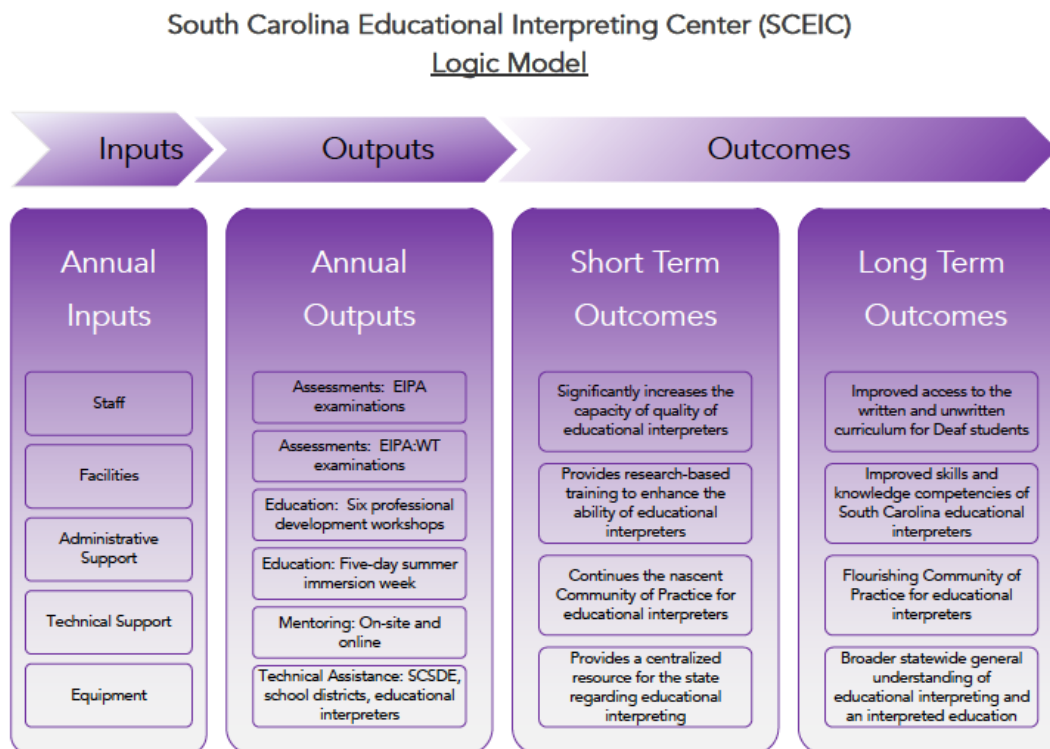 South Carolina Educational Interpreting Center (SCEIC)
Logic Model
Inputs
Outputs
Outcomes
Annual
Inputs
Staff
Facilities
Administrative
Support
Technical Support
Equipment
Annual
Outputs
Assessments: EIPA
examinations
Assessments: EIPA:WT
examinations
Education: Six professional
development workshops
Education: Five-day summer
immersion week
Mentoring: On-site and
online
Technical Assistance: SCSDE,
school districts, educational
interpreters
Short Term
Outcomes
Significantly increases the
capacity of quality of
educational interpreters
Provides research-based
training to enhance the
ability of educational
interpreters
Continues the nascent
Community of Practice for
educational interpreters
Provides a centralized
resource for the state
regarding educational
interpreting
Long Term
Outcomes
Improved access to the
written and unwritten
curriculum for Deaf students
Improved skills and
knowledge competencies of
South Carolina educational
interpreters
Flourishing Community of
Practice for educational
interpreters
Broader statewide general
understanding of
educational interpreting and
an interpreted education